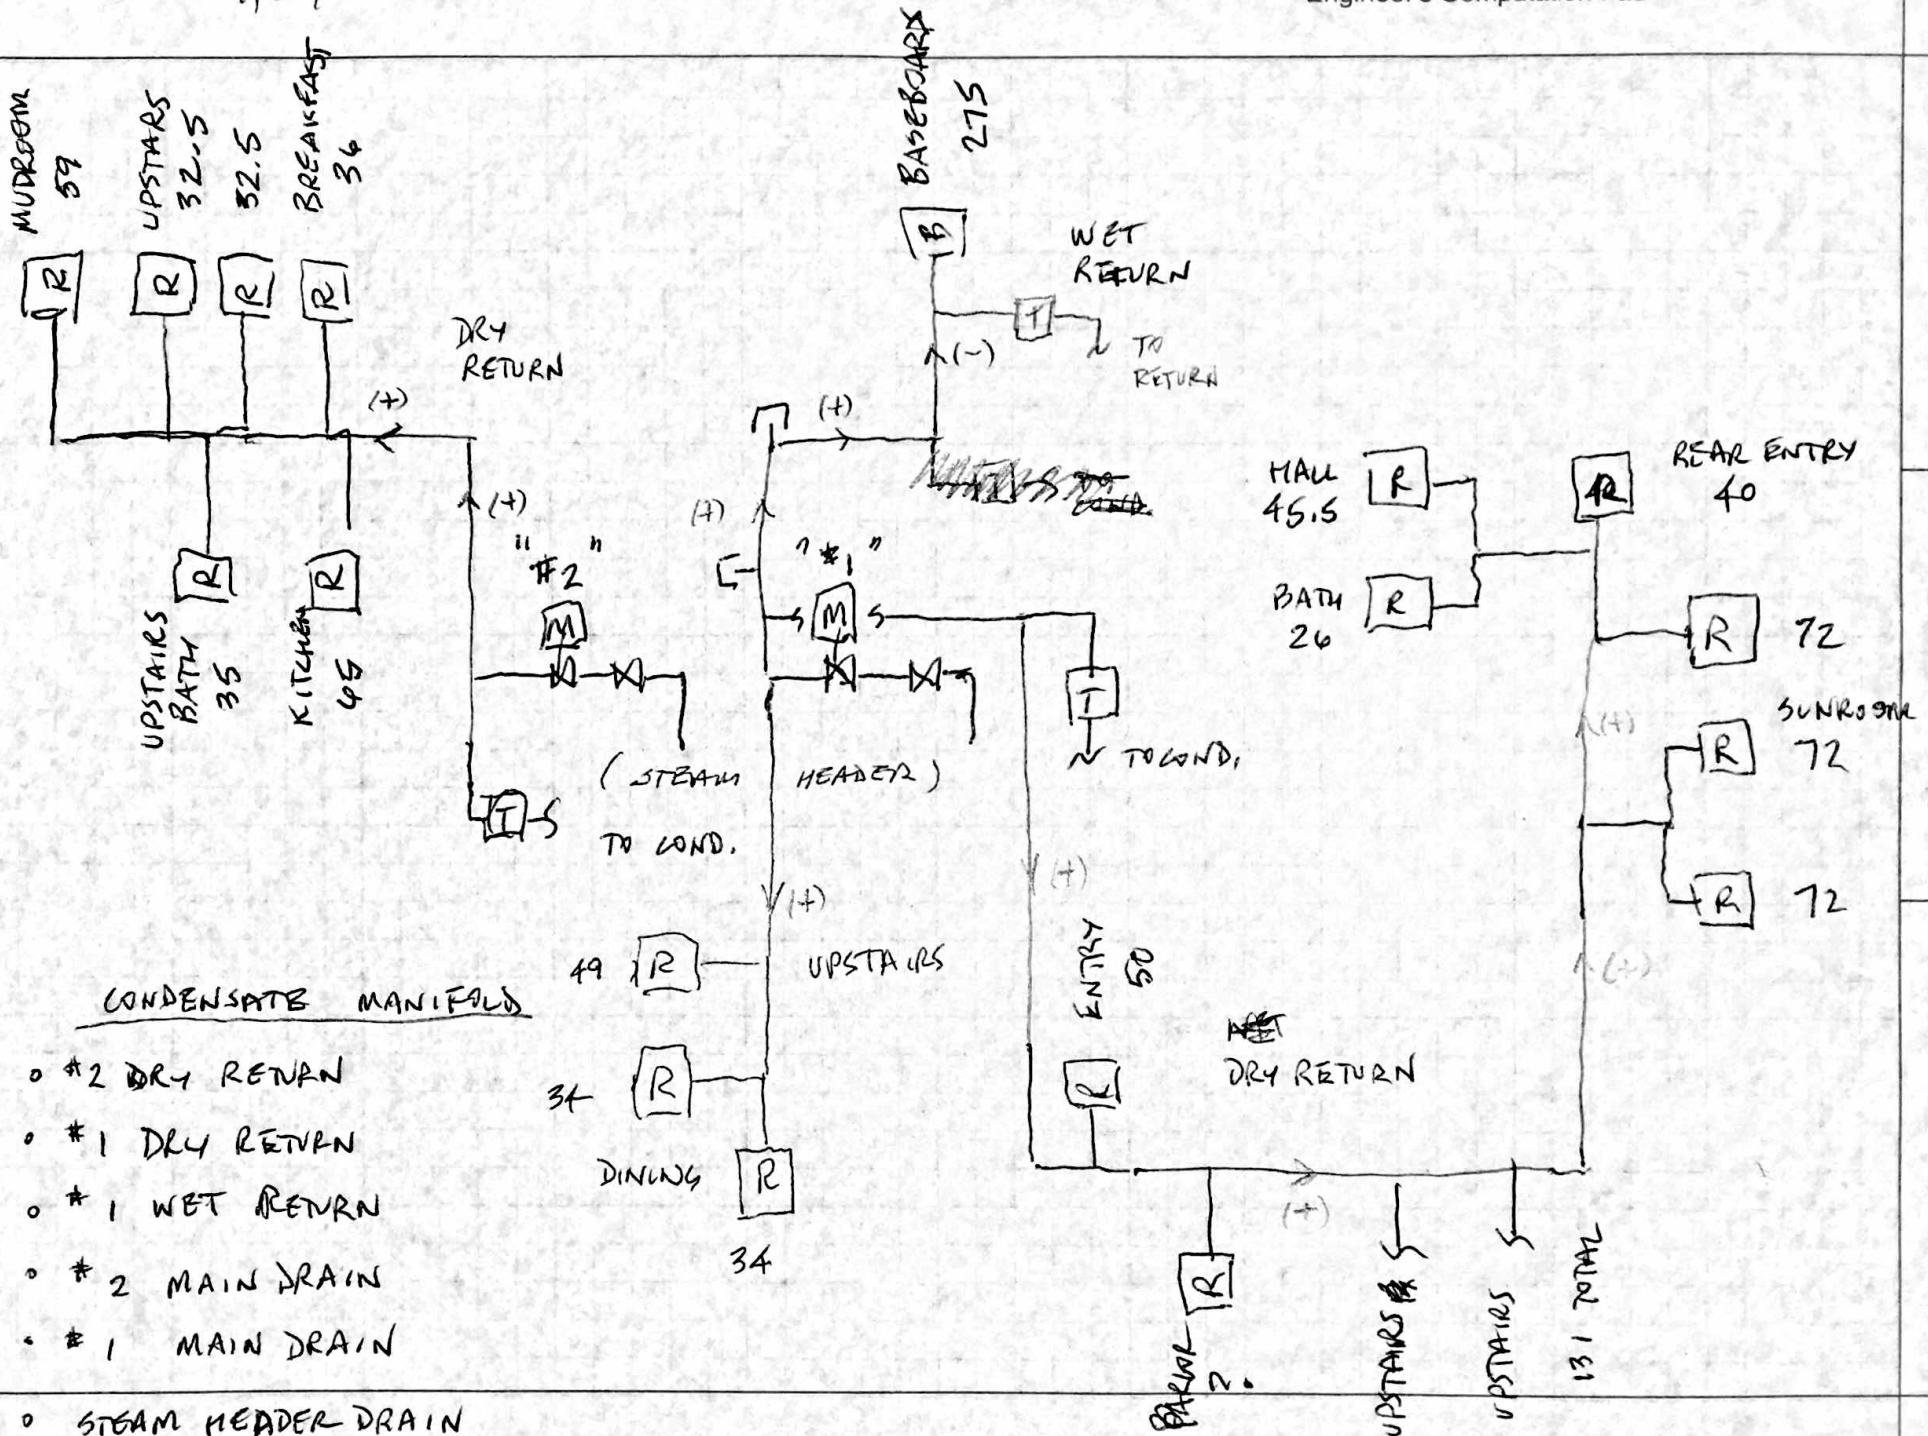 MUDROOM
59
UPSTARS
32.5
32.5
BREAKFAST
36
BASEBOARD
275
R
R
R
R
B
WET
RETURN
T
TO
RETURN
DRY
RETURN
(+)
(+)
(-)
(+)
(+)
"#2"
"#1"
M
M
UPSTAIRS
BATH
35
R
KITCHEN
45
R
HALL
45.5
R
BATH
26
R
R
REAR ENTRY
40
R
72
SUNROOM
R
72
R
72
(+)
(+)
T
TO COND.
(STEAM HEADER)
T
TO COND.
(+)
(+)
49
R
UPSTAIRS
34
R
DINING
R
34
ENTRY
50
R
DRY RETURN
(+)
R
PARLOR
?
UPSTAIRS
UPSTAIRS
131 TOTAL
CONDENSATE MANIFOLD
#2 DRY RETURN
#1 DRY RETURN
#1 WET RETURN
#2 MAIN DRAIN
#1 MAIN DRAIN
STEAM HEADER DRAIN